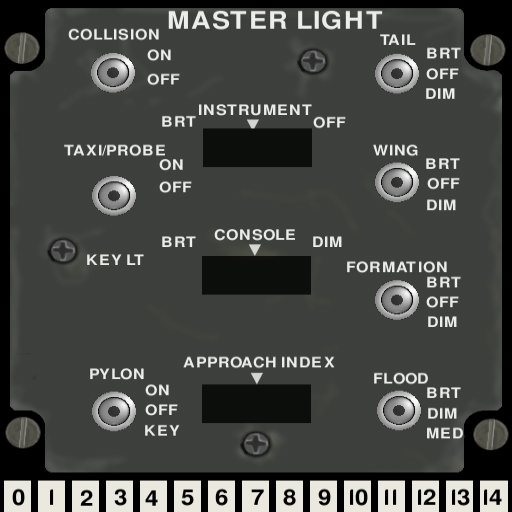 MASTER LIGHT
COLLISION
ON
OFF
TAIL
BRT
OFF
DIM
INSTRUMENT
BRT
OFF
TAXI/PROBE
ON
OFF
WING
BRT
OFF
DIM
CONSOLE
BRT
DIM
KEY LT
FORMATION
BRT
OFF
DIM
APPROACH INDEX
PYLON
ON
OFF
KEY
FLOOD
BRT
DIM
MED
0 1 2 3 4 5 6 7 8 9 10 11 12 13 14